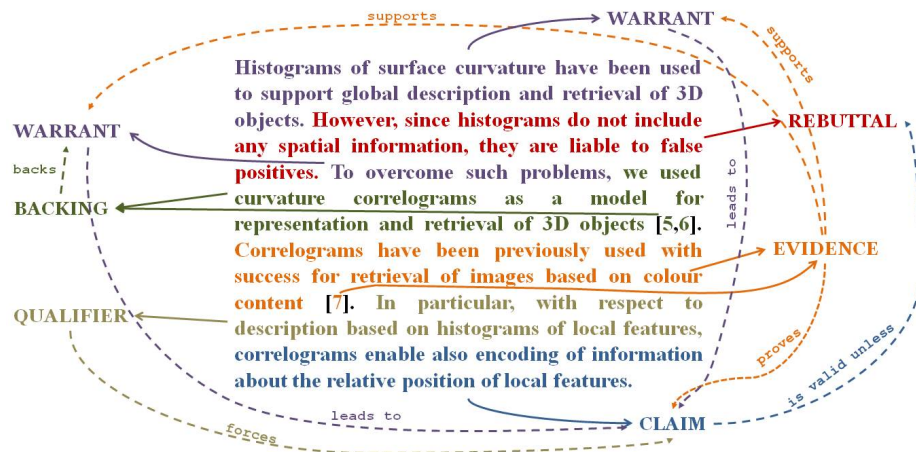 WARRANT
supports
supports
Histograms of surface curvature have been used
to support global description and retrieval of 3D
objects. However, since histograms do not include
any spatial information, they are liable to false
positives. To overcome such problems, we used
curvature correlograms as a model for
representation and retrieval of 3D objects [5,6].
Correlograms have been previously used with
success for retrieval of images based on colour
content [7]. In particular, with respect to
description based on histograms of local features,
correlograms enable also encoding of information
about the relative position of local features.
WARRANT
backs
BACKING
QUALIFIER
REBUTTAL
leads to
EVIDENCE
proves
is valid unless
leads to
CLAIM
forces